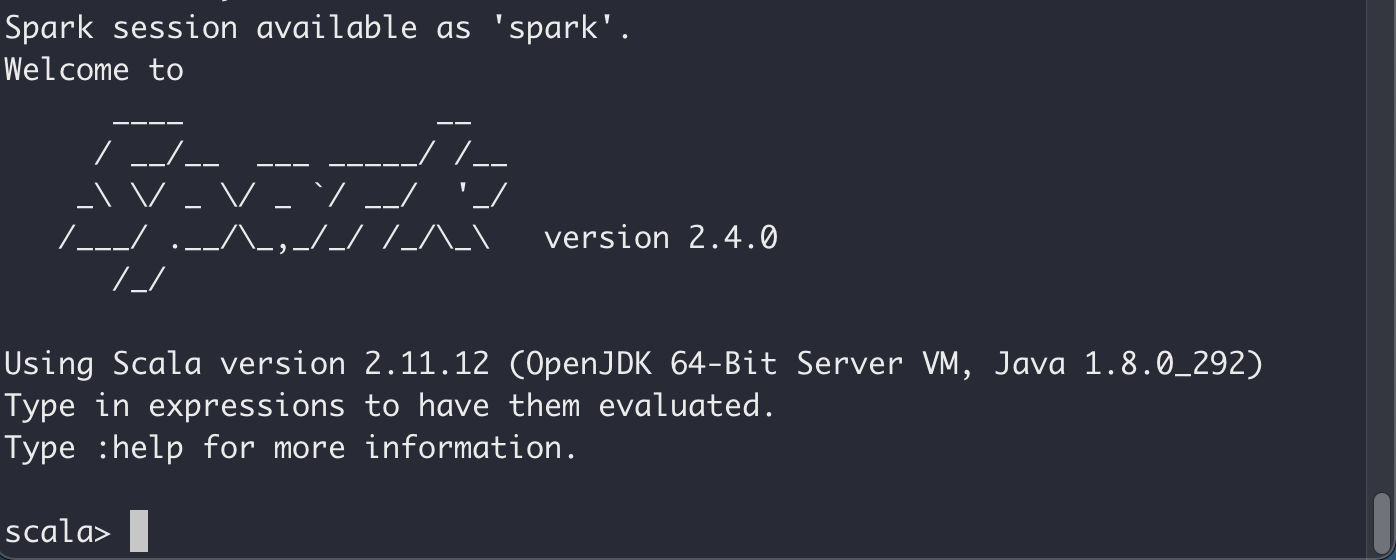 Spark session available as 'spark'.
Welcome to
      ____              __
     / __/__  ___ _____/ /__
    _\ \/ _ \/ _ `/ __/  '_/
   /___/ .__/\_,_/_/ /_/\_\   version 2.4.0
      /_/
Using Scala version 2.11.12 (OpenJDK 64-Bit Server VM, Java 1.8.0_292)
Type in expressions to have them evaluated.
Type :help for more information.
scala>